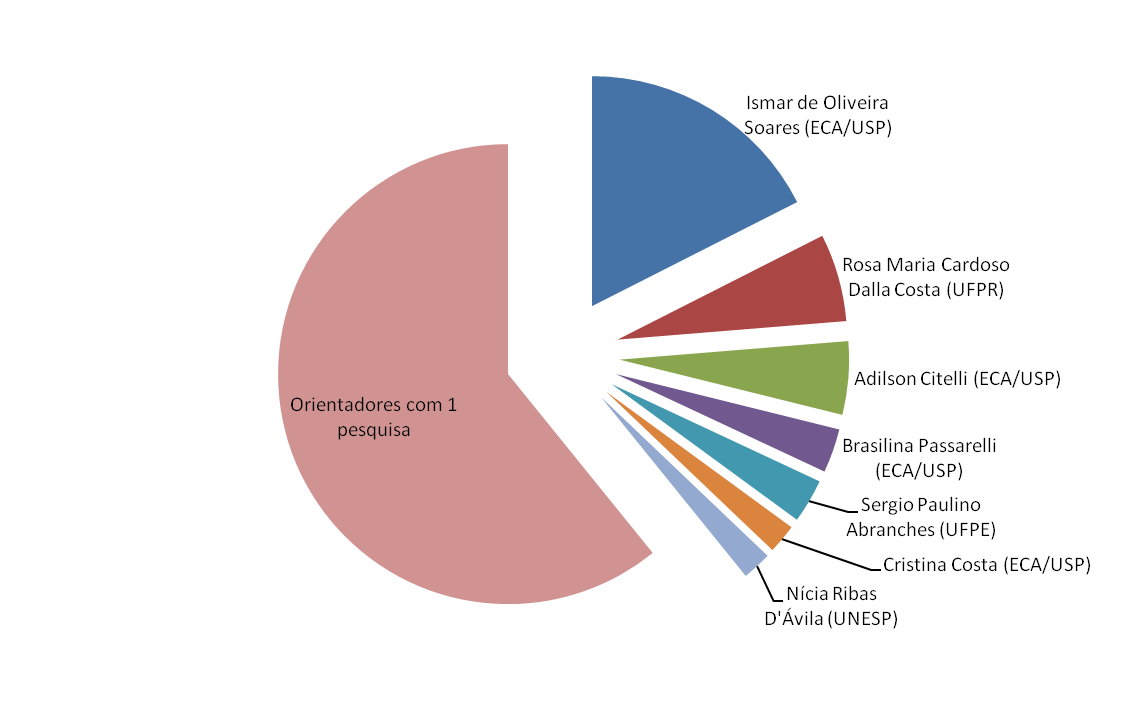 Ismar de Oliveira
Soares (ECA/USP)
Rosa Maria Cardoso
Dalla Costa (UFPR)
Adilson Citelli (ECA/USP)
Orientadores com 1
pesquisa
Brasilina Passarelli
(ECA/USP)
Sergio Paulino
Abranches (UFPE)
Cristina Costa (ECA/USP)
Nícia Ribas
D'Ávila (UNESP)